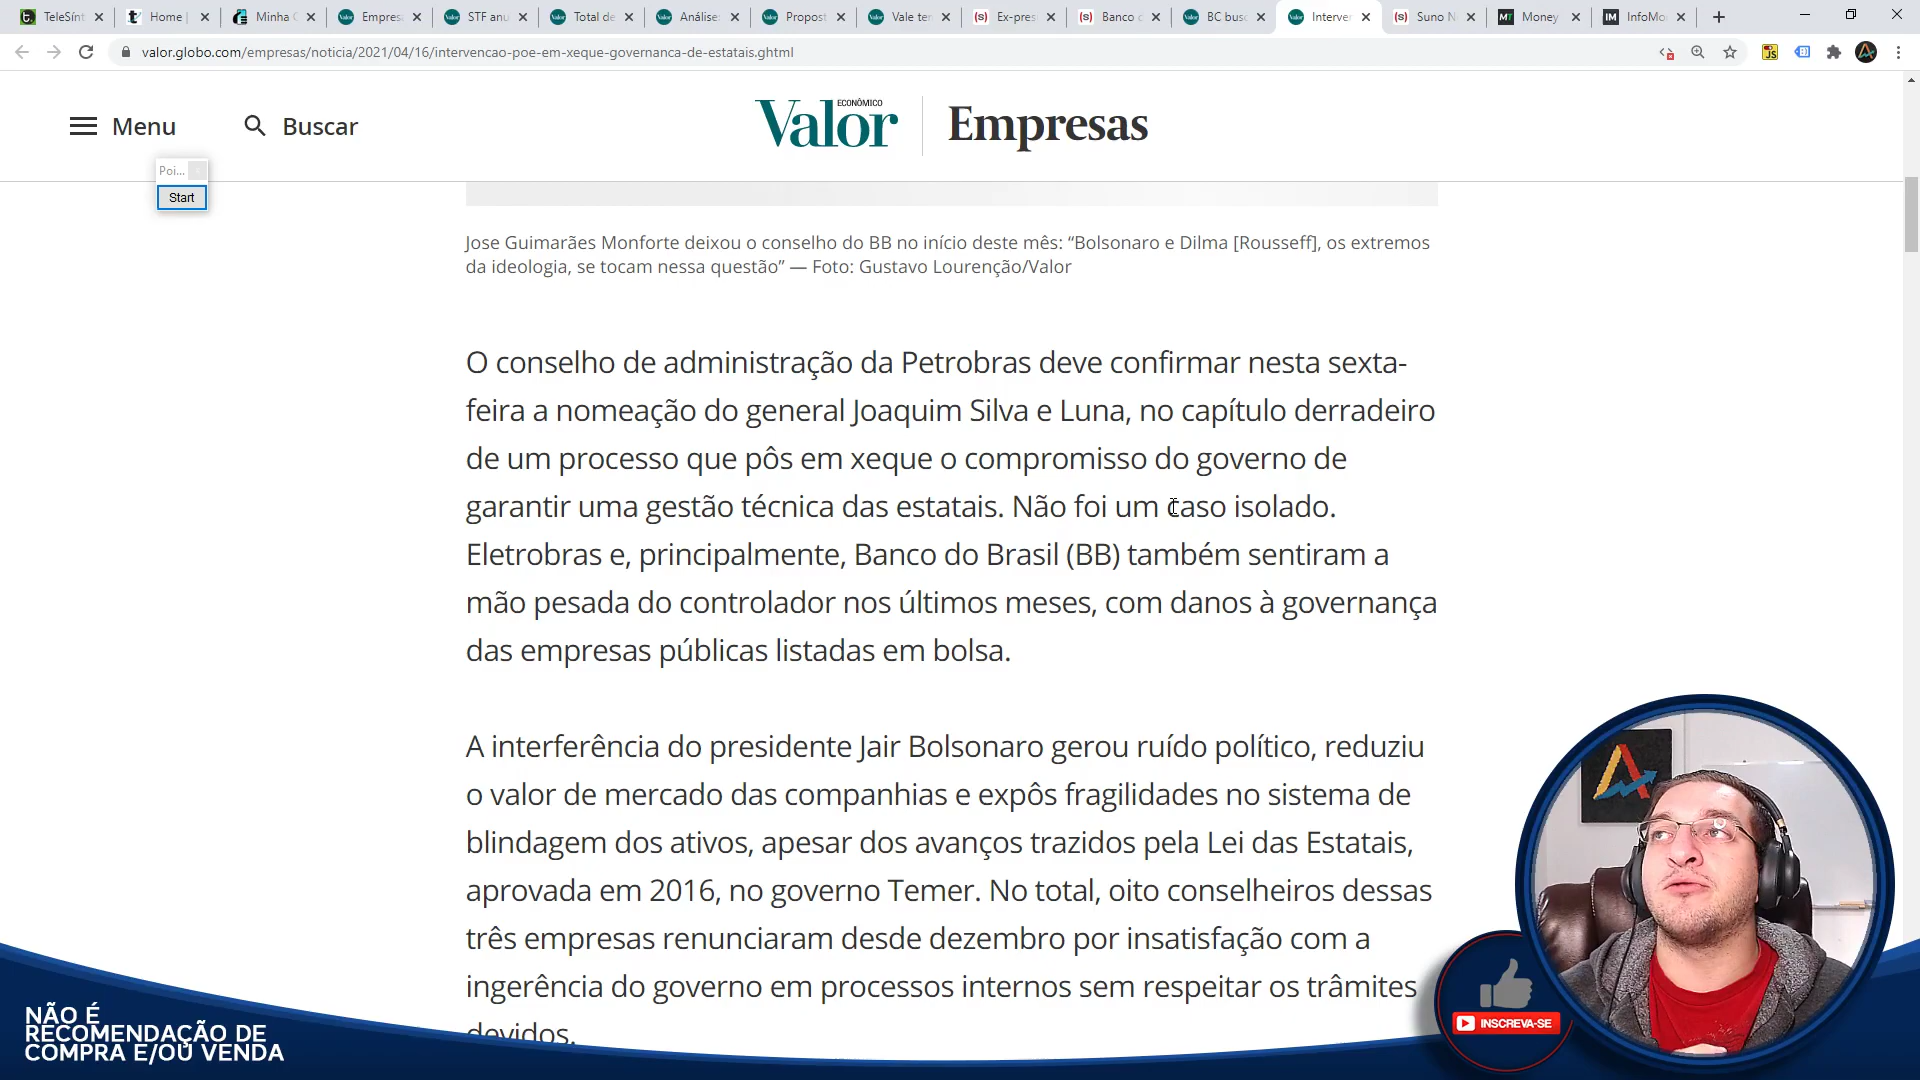 TeleSínt
Home |
Minha C
Empresa
STF anu
Total de
Análise:
Propost
Vale ter
Ex-pres
Banco d
BC busc
Interver
Suno N
Money
InfoMo
valor.globo.com/empresas/noticia/2021/04/16/intervencao-poe-em-xeque-governanca-de-estatais.ghtml
Menu
Buscar
Valor ECONÔMICO
Empresas
Poi...
Start
Jose Guimarães Monforte deixou o conselho do BB no início deste mês: “Bolsonaro e Dilma [Rousseff], os extremos
da ideologia, se tocam nessa questão” — Foto: Gustavo Lourenção/Valor
O conselho de administração da Petrobras deve confirmar nesta sexta-
feira a nomeação do general Joaquim Silva e Luna, no capítulo derradeiro
de um processo que pôs em xeque o compromisso do governo de
garantir uma gestão técnica das estatais. Não foi um caso isolado.
Eletrobras e, principalmente, Banco do Brasil (BB) também sentiram a
mão pesada do controlador nos últimos meses, com danos à governança
das empresas públicas listadas em bolsa.
A interferência do presidente Jair Bolsonaro gerou ruído político, reduziu
o valor de mercado das companhias e expôs fragilidades no sistema de
blindagem dos ativos, apesar dos avanços trazidos pela Lei das Estatais,
aprovada em 2016, no governo Temer. No total, oito conselheiros dessas
três empresas renunciaram desde dezembro por insatisfação com a
ingerência do governo em processos internos sem respeitar os trâmites
devidos.
NÃO É
RECOMENDAÇÃO DE
COMPRA E/OU VENDA
INSCREVA-SE